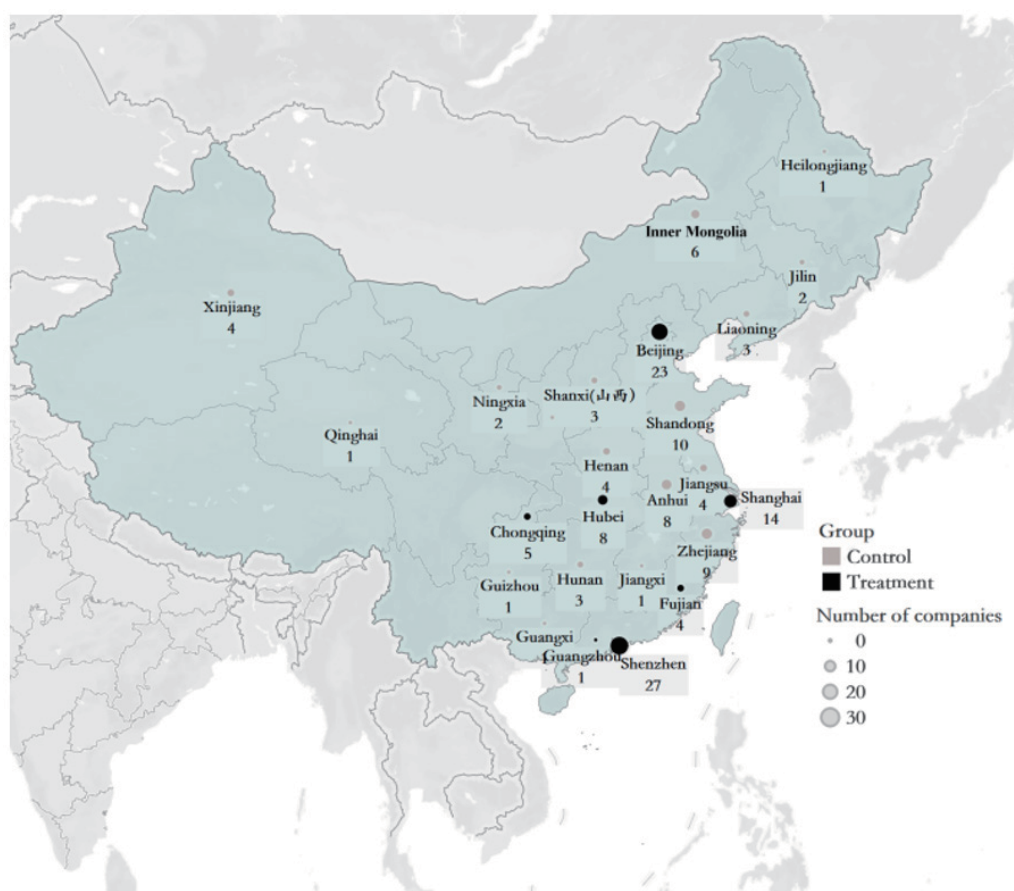 Heilongjiang
1
Inner Mongolia
6
Jilin
2
Xinjiang
4
Liaoning
3
Beijing
23
Ningxia
2
Shanxi(山西)
3
Shandong
10
Qinghai
1
Henan
4
Jiangsu
4
Anhui
8
Shanghai
14
Hubei
8
Chongqing
5
Zhejiang
9
Guizhou
1
Hunan
3
Jiangxi
1
Fujian
4
Guangxi
1
Guangzhou
1
Shenzhen
27
Group
Control
Treatment
Number of companies
0
10
20
30